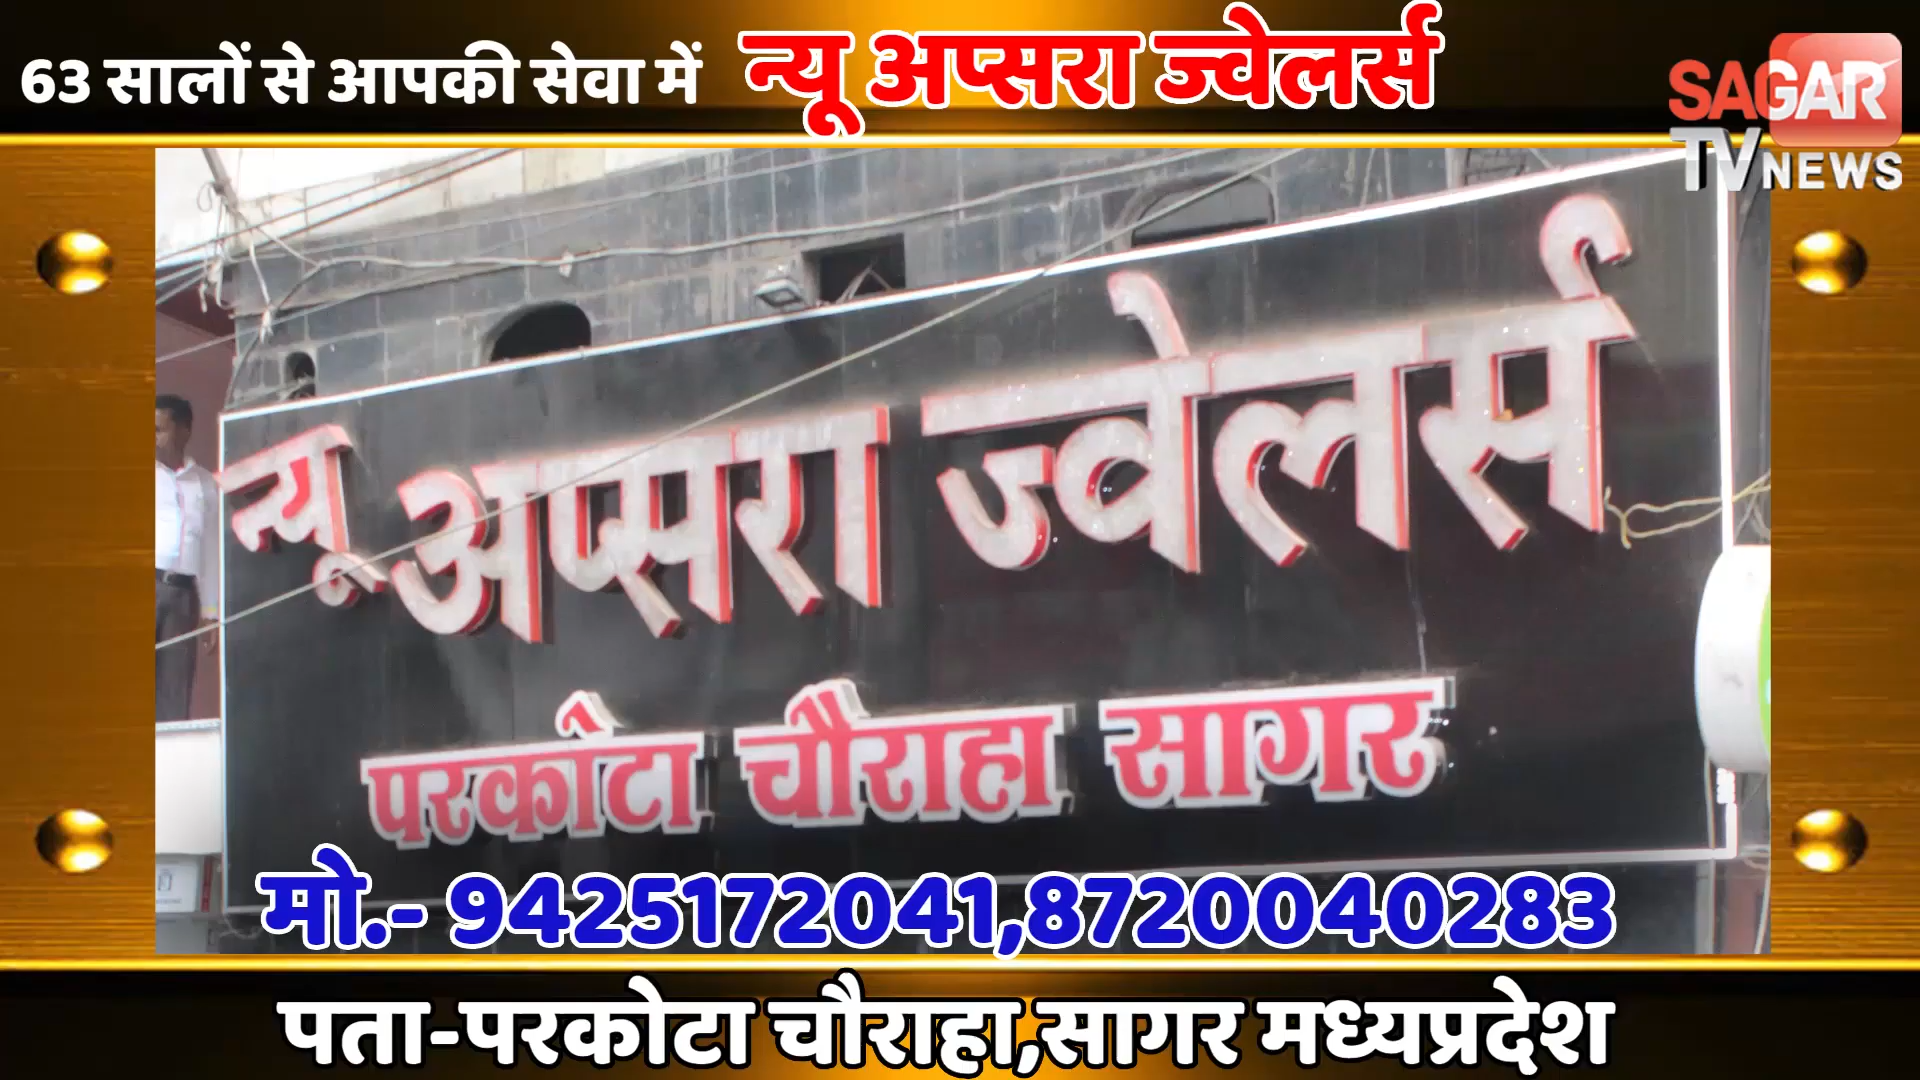 63 सालों से आपकी सेवा में न्यू अप्सरा ज्वेलर्स
SAGAR
TV NEWS
न्यू अप्सरा ज्वेलर्स
परकोटा चौराहा सागर
मो.- 9425172041,8720040283
पता-परकोटा चौराहा,सागर मध्यप्रदेश